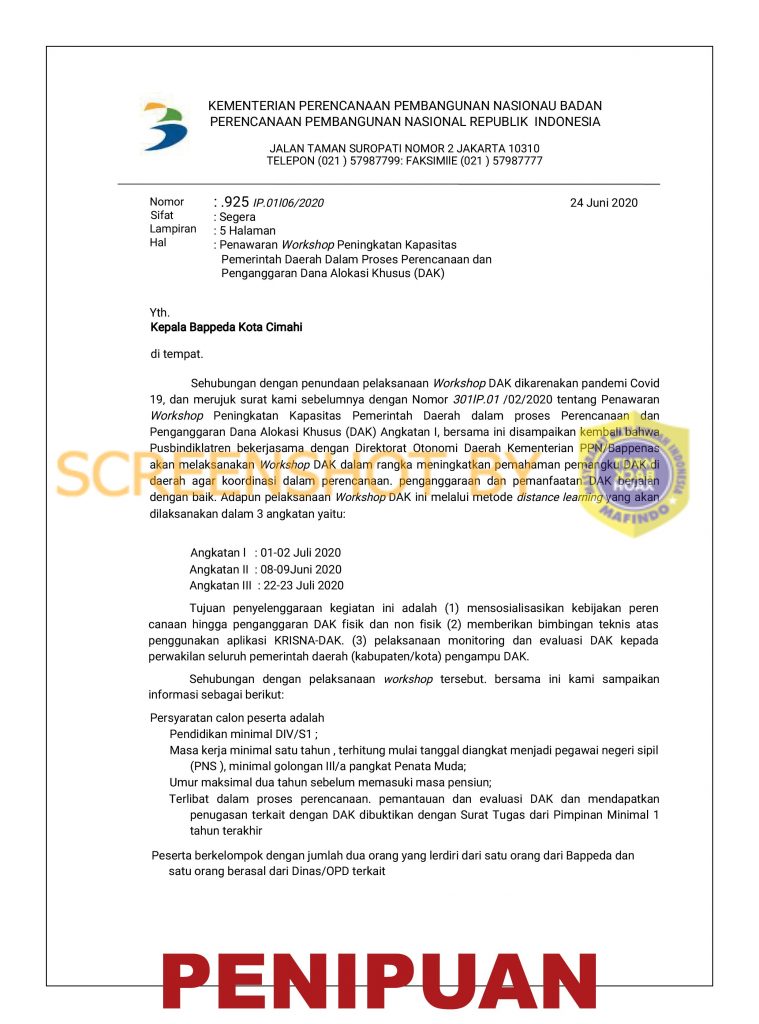 KEMENTERIAN PERENCANAAN PEMBANGUNAN NASIONAU BADAN
PERENCANAAN PEMBANGUNAN NASIONAL REPUBLIK INDONESIA
JALAN TAMAN SUROPATI NOMOR 2 JAKARTA 10310
TELEPON (021 ) 57987799: FAKSIMIlE (021 ) 57987777
Nomor : .925 IP.01l06/2020 24 Juni 2020
Sifat : Segera
Lampiran : 5 Halaman
Hal : Penawaran Workshop Peningkatan Kapasitas
Pemerintah Daerah Dalam Proses Perencanaan dan
Penganggaran Dana Alokasi Khusus (DAK)
Yth.
Kepala Bappeda Kota Cimahi
di tempat.
Sehubungan dengan penundaan pelaksanaan Workshop DAK dikarenakan pandemi Covid
19, dan merujuk surat kami sebelumnya dengan Nomor 301lP.01 /02/2020 tentang Penawaran
Workshop Peningkatan Kapasitas Pemerintah Daerah dalam proses Perencanaan dan
Penganggaran Dana Alokasi Khusus (DAK) Angkatan I, bersama ini disampaikan kembali bahwa
Pusbindiklatren bekerjasama dengan Direktorat Otonomi Daerah Kementerian PPN/Bappenas
akan melaksanakan Workshop DAK dalam rangka meningkatkan pemahaman pemangku DAK di
daerah agar koordinasi dalam perencanaan. penganggaran dan pemanfaatan DAK berjalan
dengan baik. Adapun pelaksanaan Workshop DAK ini melalui metode distance learning yang akan
dilaksanakan dalam 3 angkatan yaitu:
SCREENSHOT BY
MAFINDO
Angkatan l : 01-02 Juli 2020
Angkatan II : 08-09Juni 2020
Angkatan III : 22-23 Juli 2020
Tujuan penyelenggaraan kegiatan ini adalah (1) mensosialisasikan kebijakan peren
canaan hingga penganggaran DAK fisik dan non fisik (2) memberikan bimbingan teknis atas
penggunakan aplikasi KRISNA-DAK. (3) pelaksanaan monitoring dan evaluasi DAK kepada
perwakilan seluruh pemerintah daerah (kabupaten/kota) pengampu DAK.
Sehubungan dengan pelaksanaan workshop tersebut. bersama ini kami sampaikan
informasi sebagai berikut:
Persyaratan calon peserta adalah
Pendidikan minimal DIV/S1 ;
Masa kerja minimal satu tahun , terhitung mulai tanggal diangkat menjadi pegawai negeri sipil
(PNS ), minimal golongan Ill/a pangkat Penata Muda;
Umur maksimal dua tahun sebelum memasuki masa pensiun;
Terlibat dalam proses perencanaan. pemantauan dan evaluasi DAK dan mendapatkan
penugasan terkait dengan DAK dibuktikan dengan Surat Tugas dari Pimpinan Minimal 1
tahun terakhir
Peserta berkelompok dengan jumlah dua orang yang lerdiri dari satu orang dari Bappeda dan
satu orang berasal dari Dinas/OPD terkait
PENIPUAN